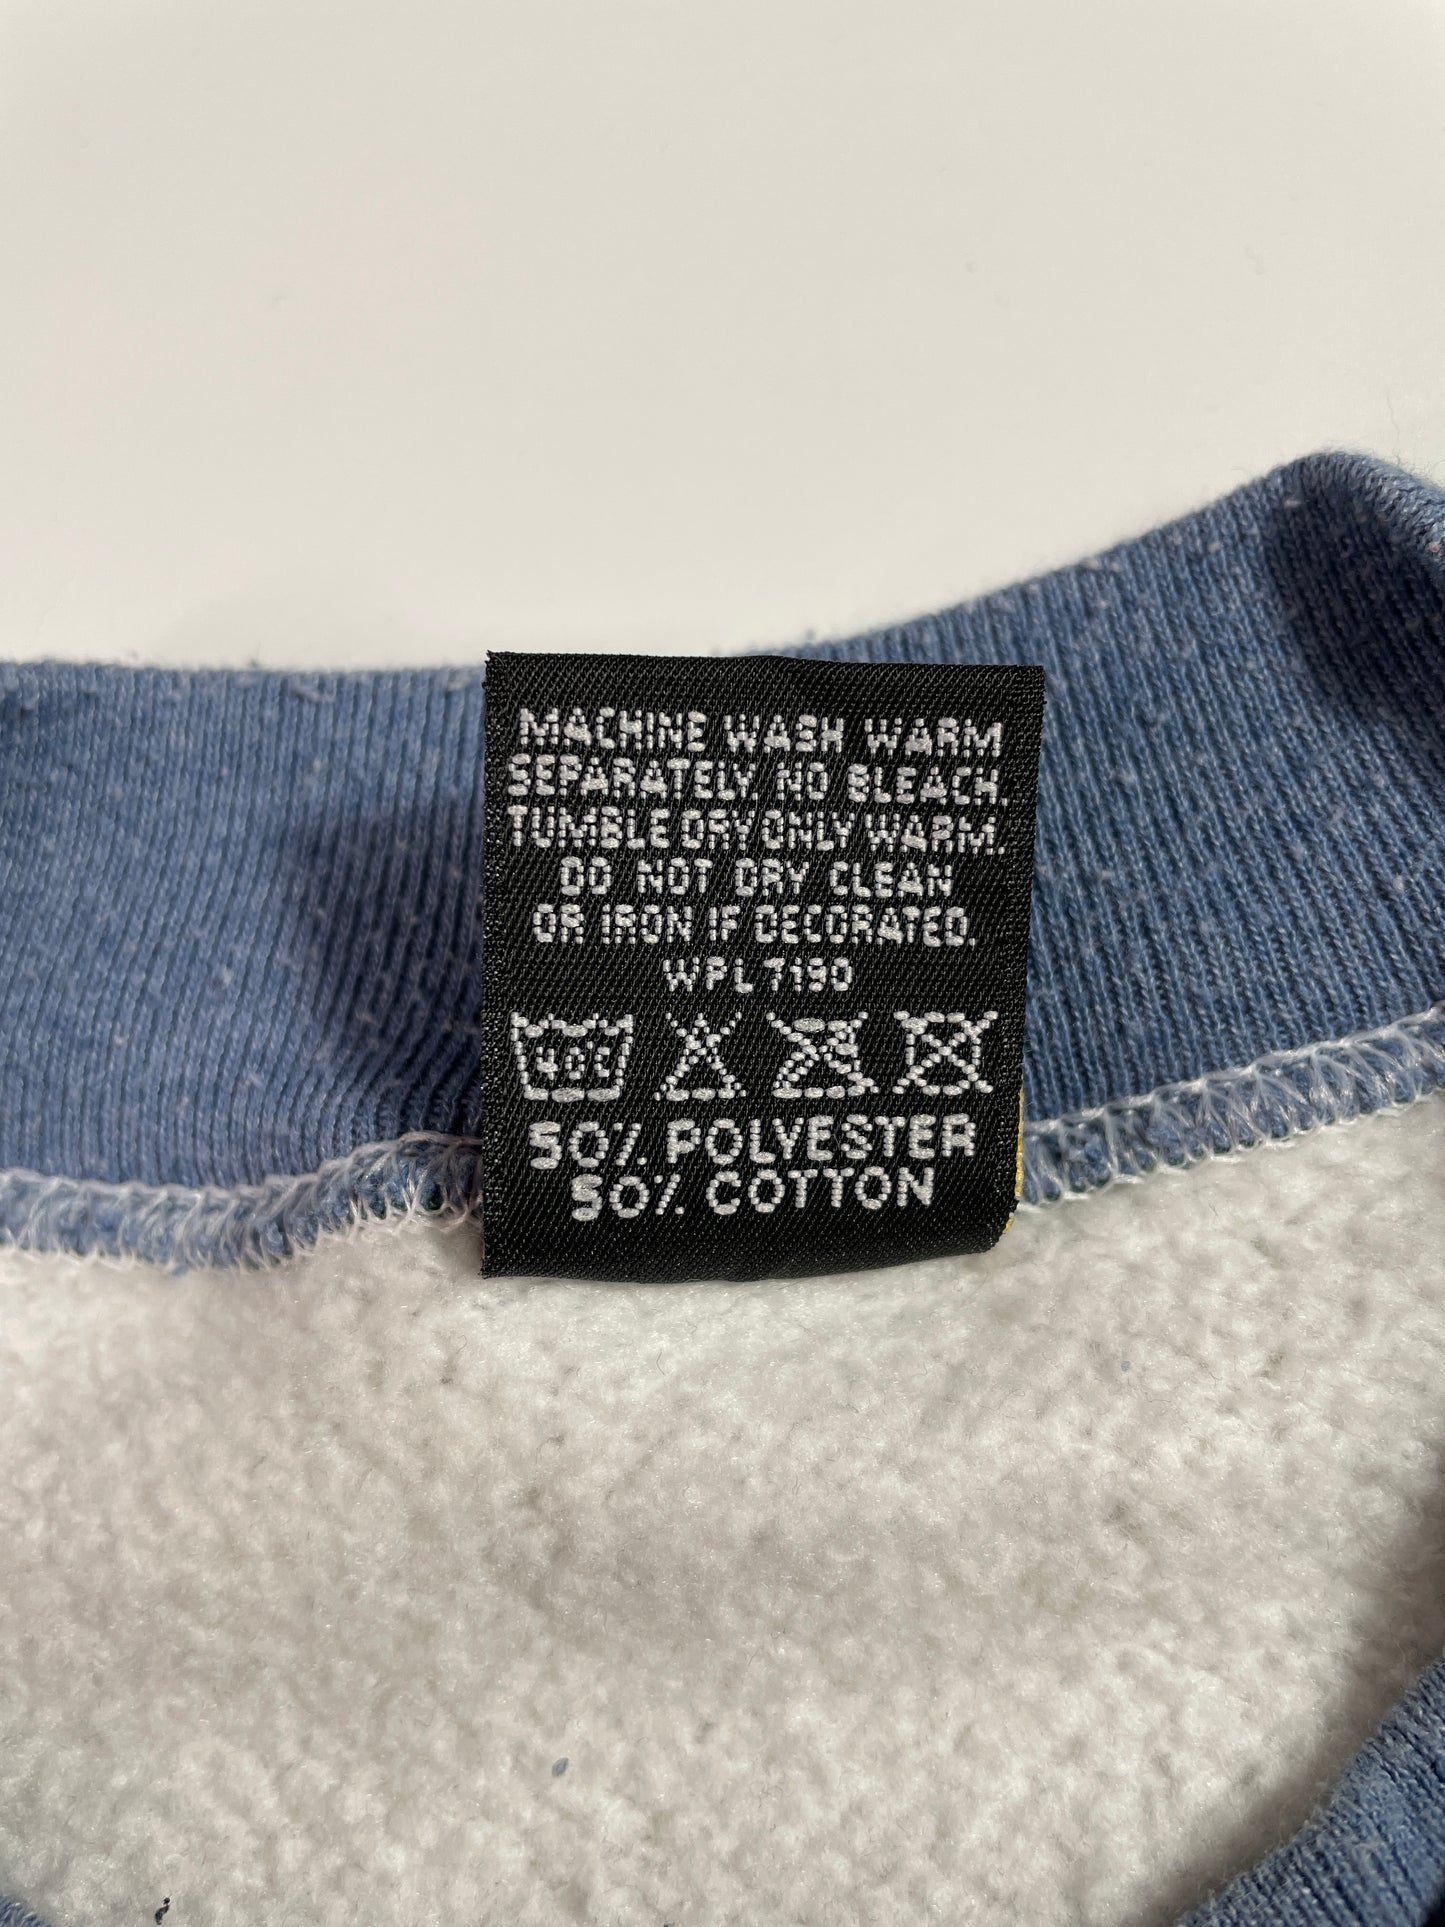 MACHINE WASH WARM
SEPARATELY NO BLEACH.
TUMBLE DRY ONLY WARM.
DO NOT DRY CLEAN
OR IRON IF DECORATED.
WPL 7190
40C
50% POLYESTER
50% COTTON